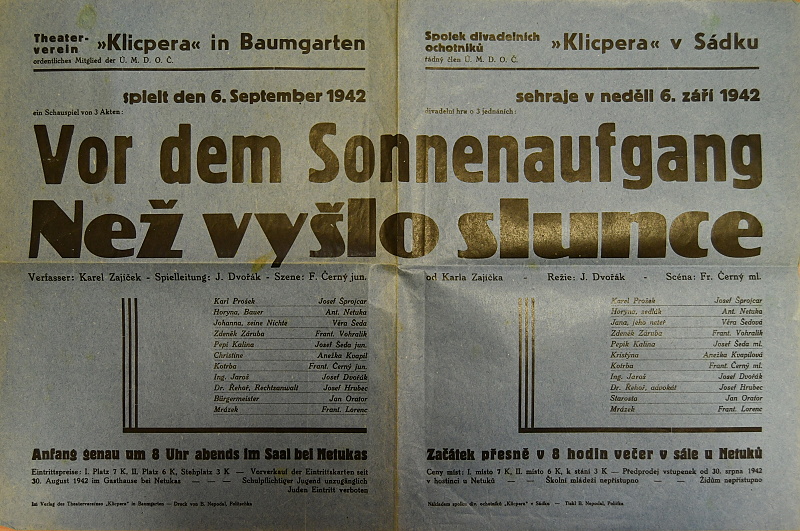 Theater-verein »Klicpera« in Baumgarten
ordentliches Mitglied der Ú. M. D. O. Č.
spielt den 6. September 1942
ein Schauspiel von 3 Akten:
Spolek divadelních ochotníků »Klicpera« v Sádku
řádný člen Ú. M. D. O. Č.
sehraje v neděli 6. září 1942
divadelní hra o 3 jednáních:
Vor dem Sonnenaufgang
Než vyšlo slunce
Verfasser: Karel Zajíček - Spielleitung: J. Dvořák - Szene: F. Černý jun.
Karl Prošek Josef Šprojcar
Horyna, Bauer Ant. Netuka
Johanna, seine Nichte Věra Šeda
Zdeněk Záruba Frant. Vohralík
Pepi Kalina Josef Šeda jun.
Christine Anežka Kvapil
Kotrba Frant. Černý jun.
Ing. Jaroš Josef Dvořák
Dr. Řehoř, Rechtsanwalt Josef Hrubec
Bürgermeister Jan Orator
Mrázek Frant. Lorenc
Anfang genau um 8 Uhr abends im Saal bei Netukas
Eintrittspreise: I. Platz 7 K, II. Platz 6 K, Stehplatz 3 K — Vorverkauf der Eintrittskarten seit
30. August 1942 im Gasthause bei Netukas — Schulpflichtiger Jugend unzugänglich
Juden Eintritt verboten
Im Verlag des Theatervereines „Klicpera" in Baumgarten — Druck von B. Nepodal, Politschka
od Karla Zajíčka - Režie: J. Dvořák - Scéna: Fr. Černý ml.
Karel Prošek Josef Šprojcar
Horyna, sedlák Ant. Netuka
Jana, jeho neteř Věra Šedová
Zdeněk Záruba Frant. Vohralík
Pepík Kalina Josef Šeda ml.
Kristyna Anežka Kvapilová
Kotrba Frant. Černý ml.
Ing. Jaroš Josef Dvořák
Dr. Řehoř, advokát Josef Hrubec
Starosta Jan Orator
Mrázek Frant. Lorenc
Začátek přesně v 8 hodin večer v sále u Netuků
Ceny míst: I. místo 7 K, II. místo 6 K, k stání 3 K — Předprodej vstupenek od 30. srpna 1942
v hostinci u Netuků — Školní mládeži nepřístupno — Židům nepřístupno
Nákladem spolku div. ochotníků „Klicpera" v Sádku — Tiskl B. Nepodal, Polička